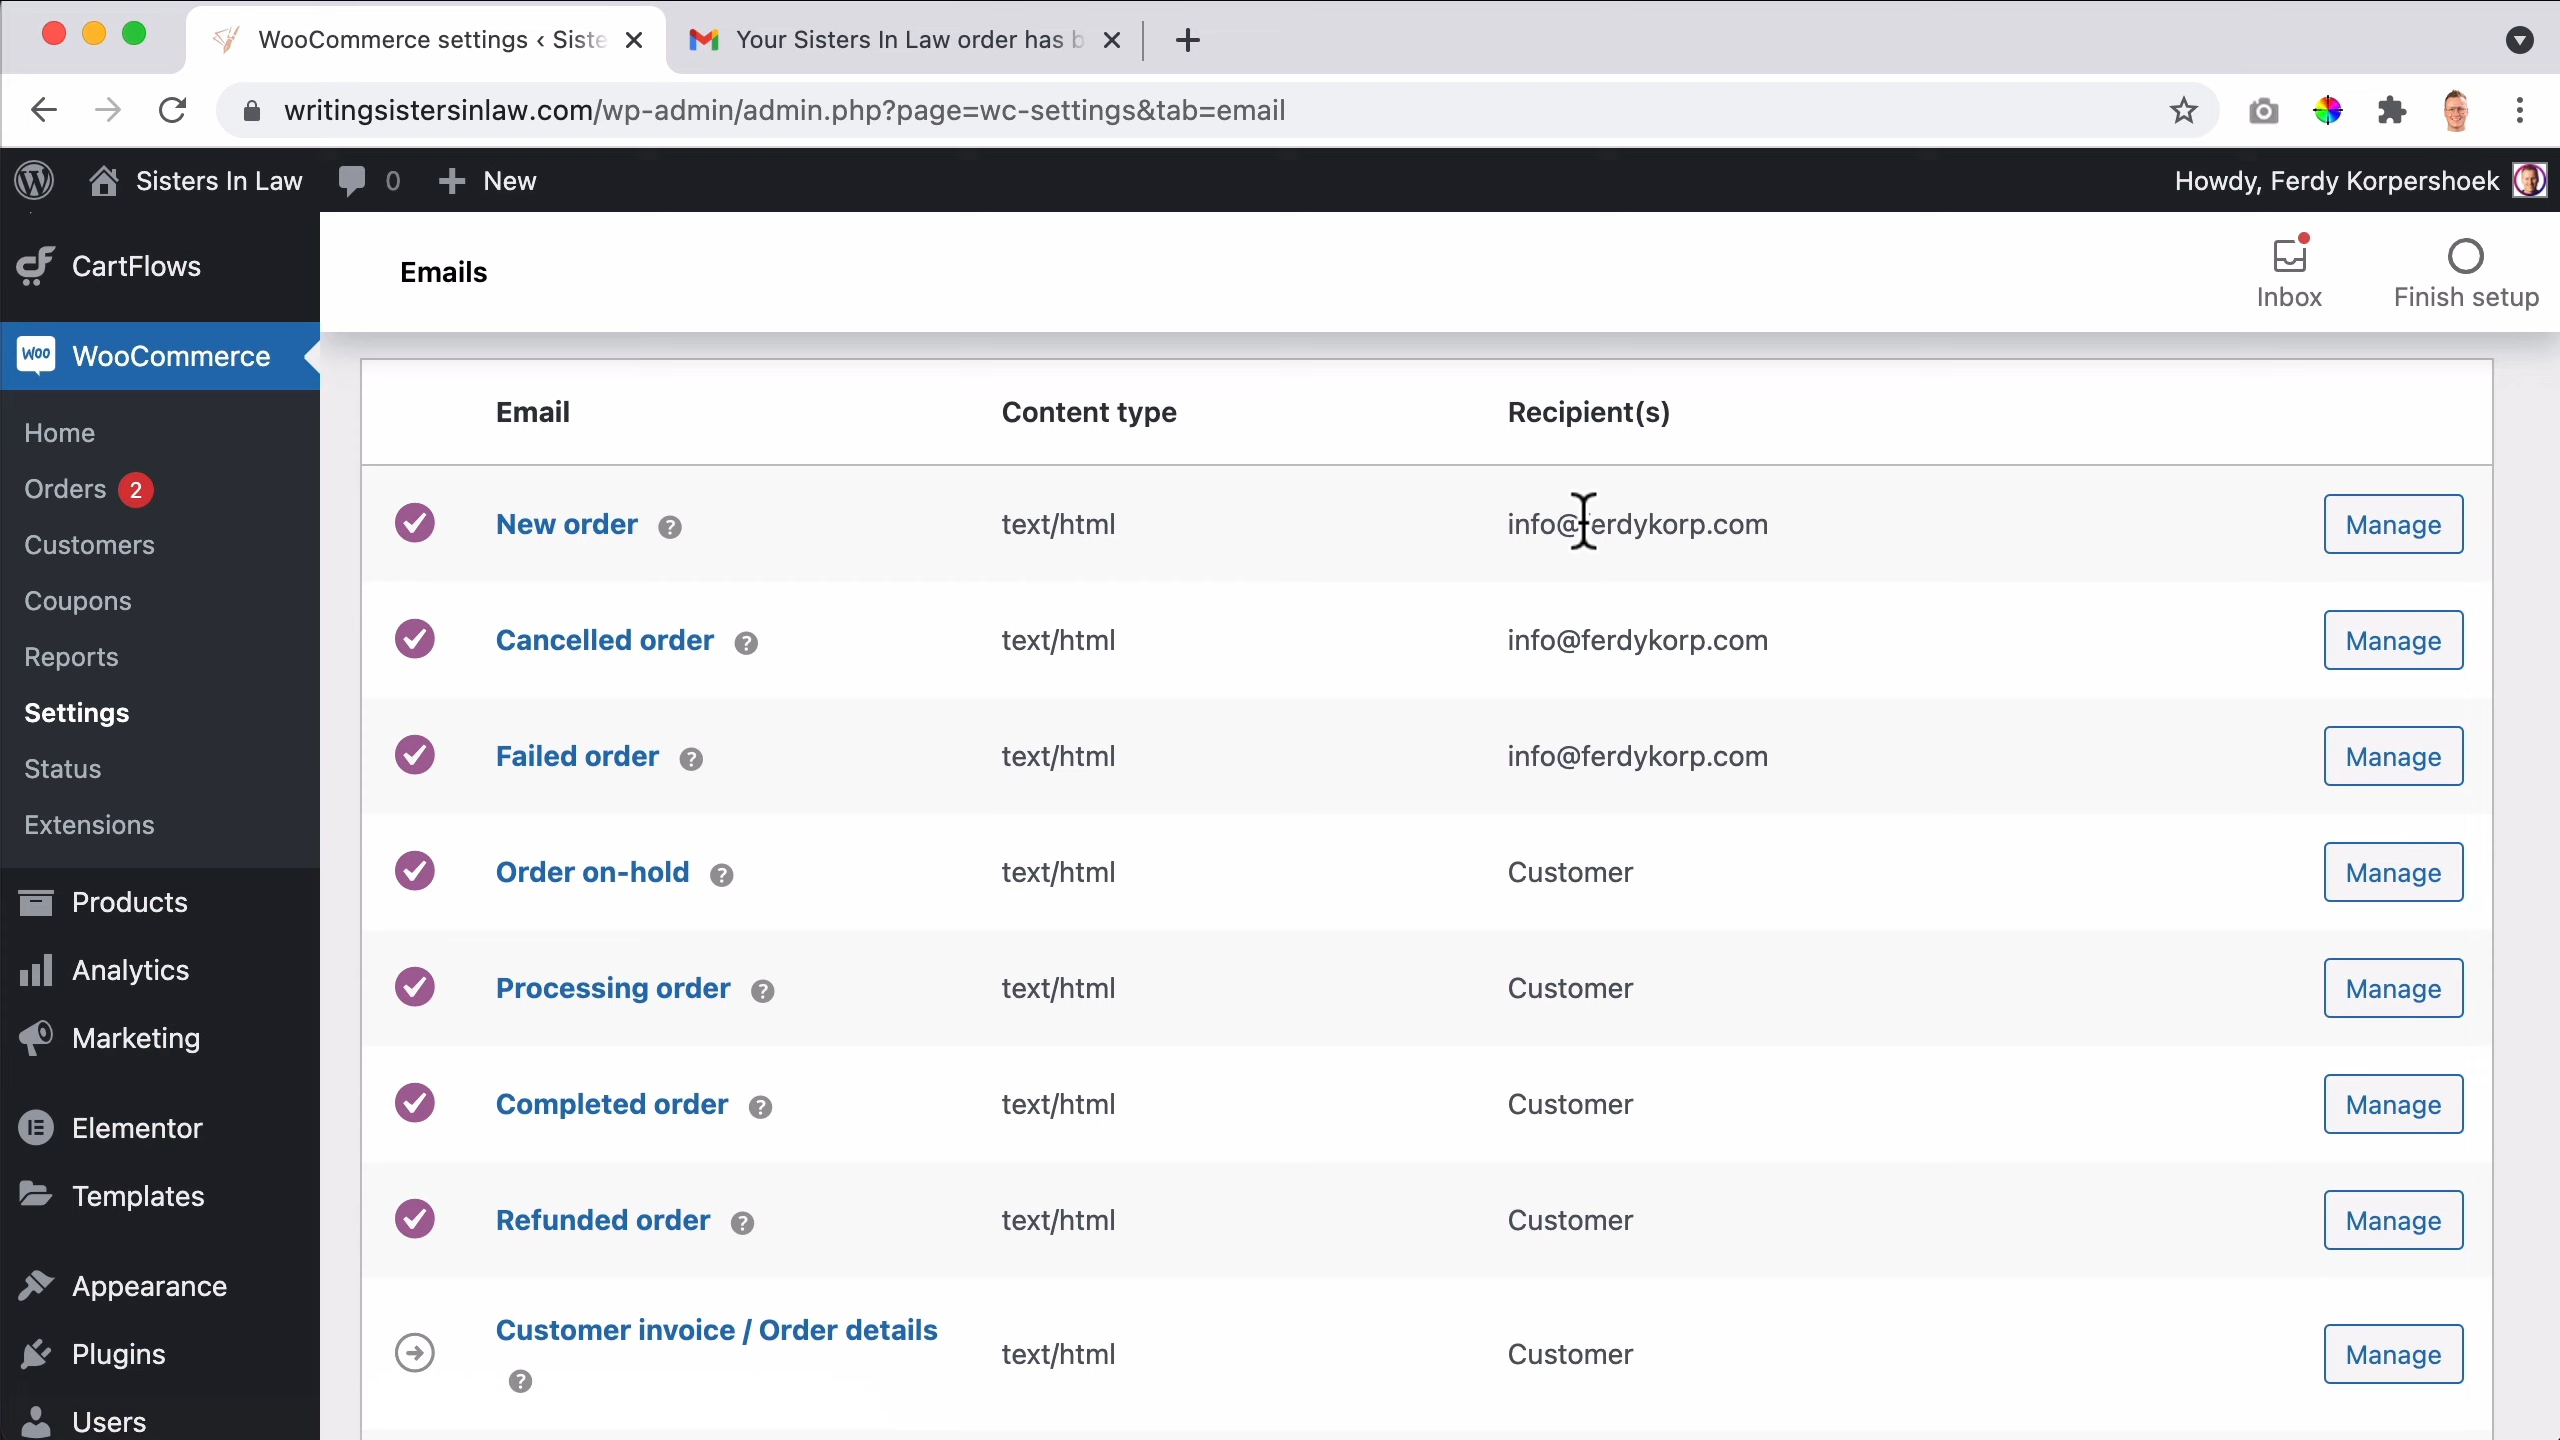 WooCommerce settings ‹ Siste
Your Sisters In Law order has b
writingsistersinlaw.com/wp-admin/admin.php?page=wc-settings&tab=email
Sisters In Law
0
New
Howdy, Ferdy Korpershoek
CartFlows
Emails
Inbox
Finish setup
Woo
WooCommerce
Home
Orders 2
Customers
Coupons
Reports
Settings
Status
Extensions
Products
Analytics
Marketing
Elementor
Templates
Appearance
Plugins
Users
Email Content type Recipient(s)
New order ? text/html info@ferdykorp.com Manage
Cancelled order ? text/html info@ferdykorp.com Manage
Failed order ? text/html info@ferdykorp.com Manage
Order on-hold ? text/html Customer Manage
Processing order ? text/html Customer Manage
Completed order ? text/html Customer Manage
Refunded order ? text/html Customer Manage
Customer invoice / Order details ? text/html Customer Manage